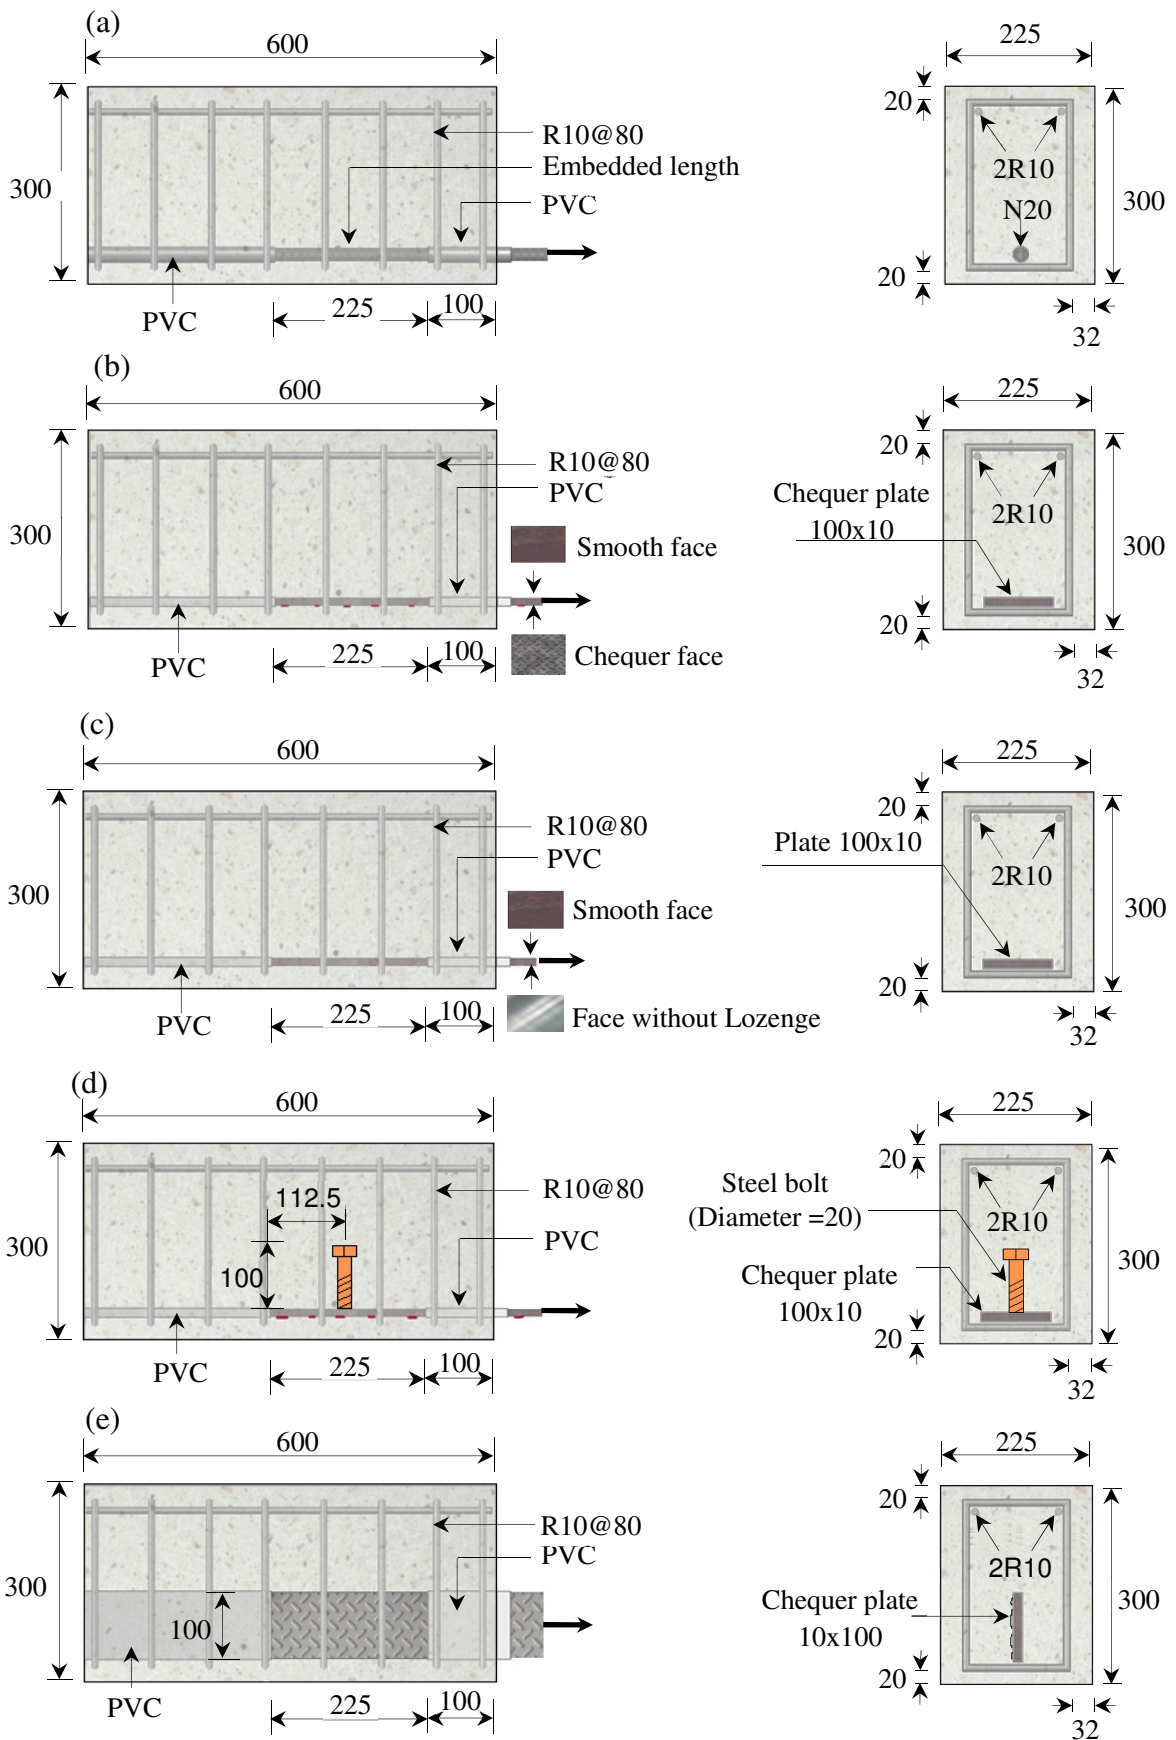 (a)
600
225
20
R10@80
Embedded length
2R10
300
PVC
300
N20
20
225
100
PVC
32
(b)
600
225
20
R10@80
PVC
Chequer plate
100x10
2R10
300
Smooth face
300
20
225
100
PVC
Chequer face
32
(c)
600
225
20
R10@80
Plate 100x10
PVC
2R10
300
Smooth face
300
20
225
100
PVC
Face without Lozenge
32
(d)
600
225
20
R10@80
112.5
Steel bolt
(Diameter =20)
2R10
300
PVC
300
100
Chequer plate
100x10
20
225
100
PVC
32
(e)
600
225
20
R10@80
PVC
2R10
300
300
100
Chequer plate
10x100
20
225
100
PVC
32